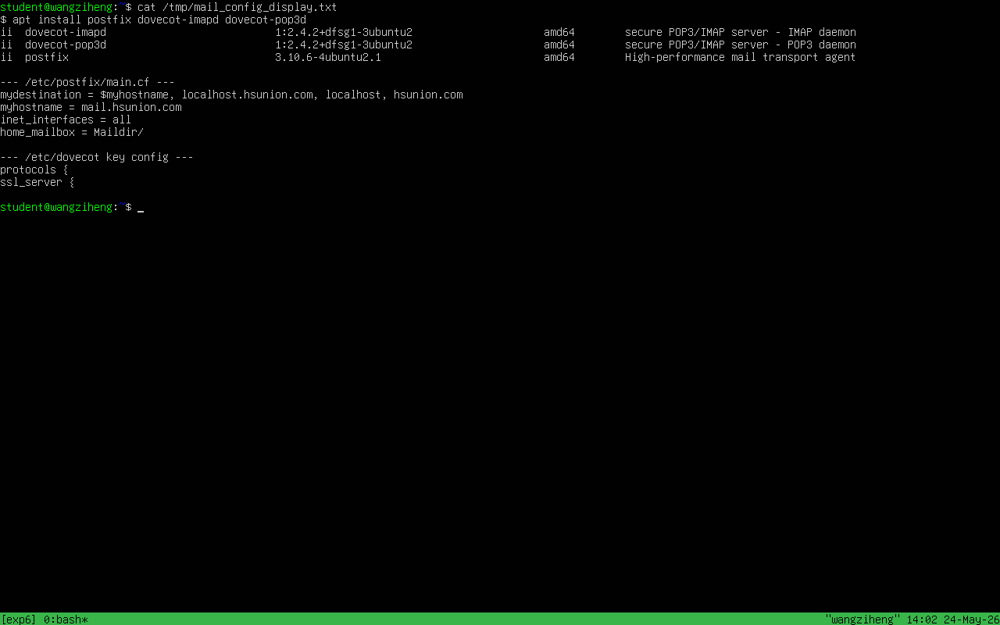 student@wangziheng:~$ cat /tmp/mail_config_display.txt
$ apt install postfix dovecot-imapd dovecot-pop3d
ii  dovecot-imapd                           1:2.4.2+dfsg1-3ubuntu2                     amd64        secure POP3/IMAP server - IMAP daemon
ii  dovecot-pop3d                           1:2.4.2+dfsg1-3ubuntu2                     amd64        secure POP3/IMAP server - POP3 daemon
ii  postfix                                 3.10.6-4ubuntu2.1                          amd64        High-performance mail transport agent
--- /etc/postfix/main.cf ---
mydestination = $myhostname, localhost.hsunion.com, localhost, hsunion.com
myhostname = mail.hsunion.com
inet_interfaces = all
home_mailbox = Maildir/
--- /etc/dovecot key config ---
protocols {
ssl_server {
student@wangziheng:~$ _
[exp6] 0:bash* "wangziheng" 14:02 24-May-26